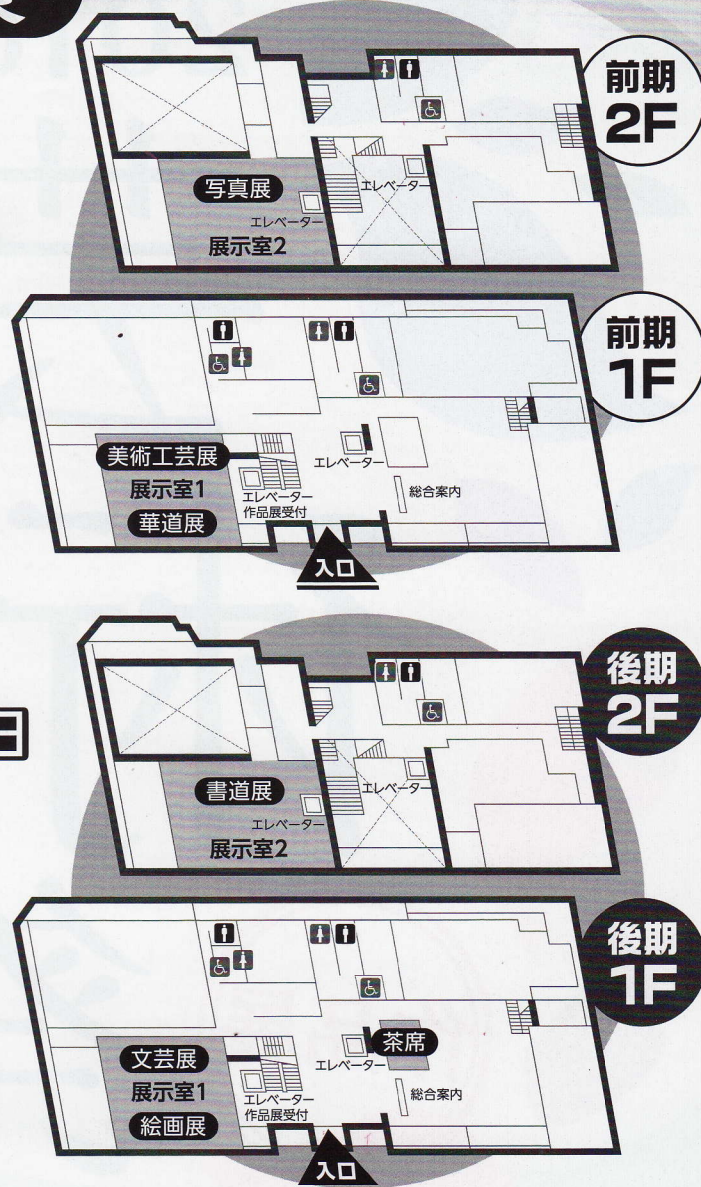 前期
2F
写真展
エレベーター
エレベーター
展示室2
前期
1F
美術工芸展
展示室1
華道展
エレベーター
エレベーター
作品展受付
総合案内
入口
後期
2F
書道展
エレベーター
エレベーター
展示室2
後期
1F
文芸展
展示室1
絵画展
茶席
エレベーター
エレベーター
作品展受付
総合案内
入口